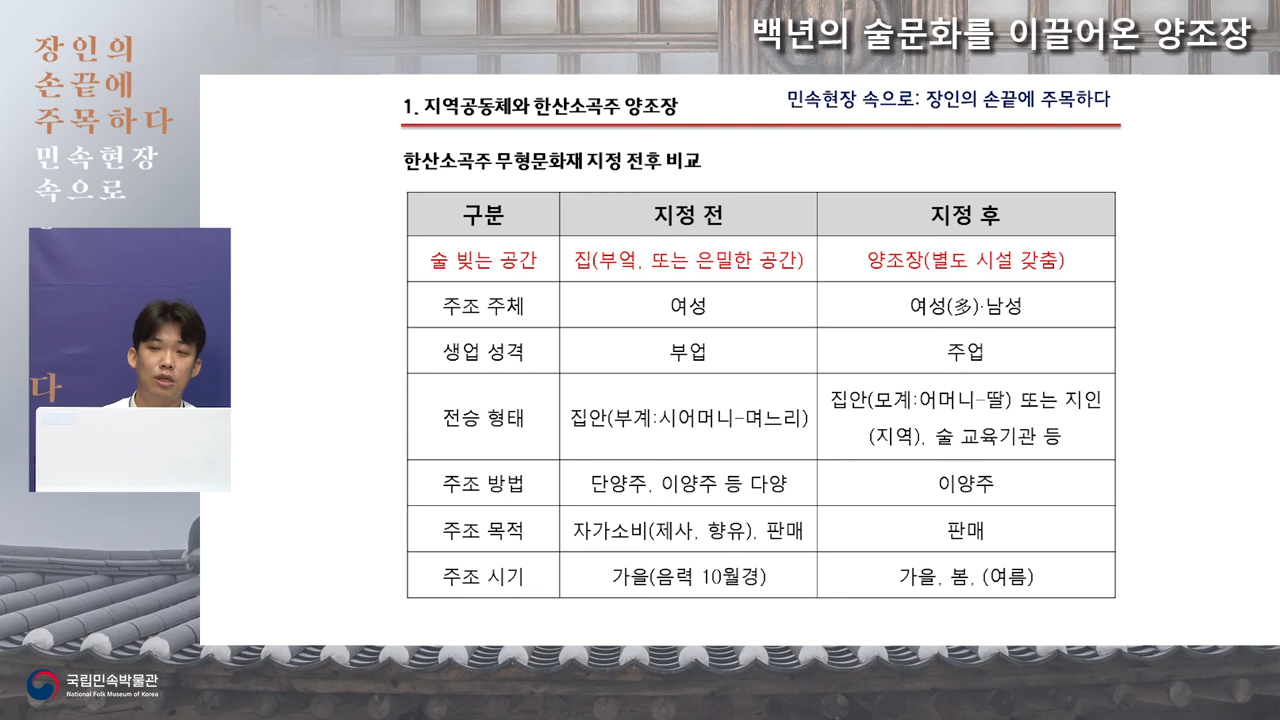 백년의 술문화를 이끌어온 양조장
장인의
손끝에
주목하다
민속현장
속으로
다
1. 지역공동체와 한산소곡주 양조장
민속현장 속으로: 장인의 손끝에 주목하다
한산소곡주 무형문화재 지정 전후 비교
구분 지정 전 지정 후
술 빚는 공간 집(부엌, 또는 은밀한 공간) 양조장(별도 시설 갖춤)
주조 주체 여성 여성(多)·남성
생업 성격 부업 주업
전승 형태 집안(부계:시어머니-며느리) 집안(모계:어머니-딸) 또는 지인
(지역), 술 교육기관 등
주조 방법 단양주, 이양주 등 다양 이양주
주조 목적 자가소비(제사, 향유), 판매 판매
주조 시기 가을(음력 10월경) 가을, 봄, (여름)
국립민속박물관
National Folk Museum of Korea